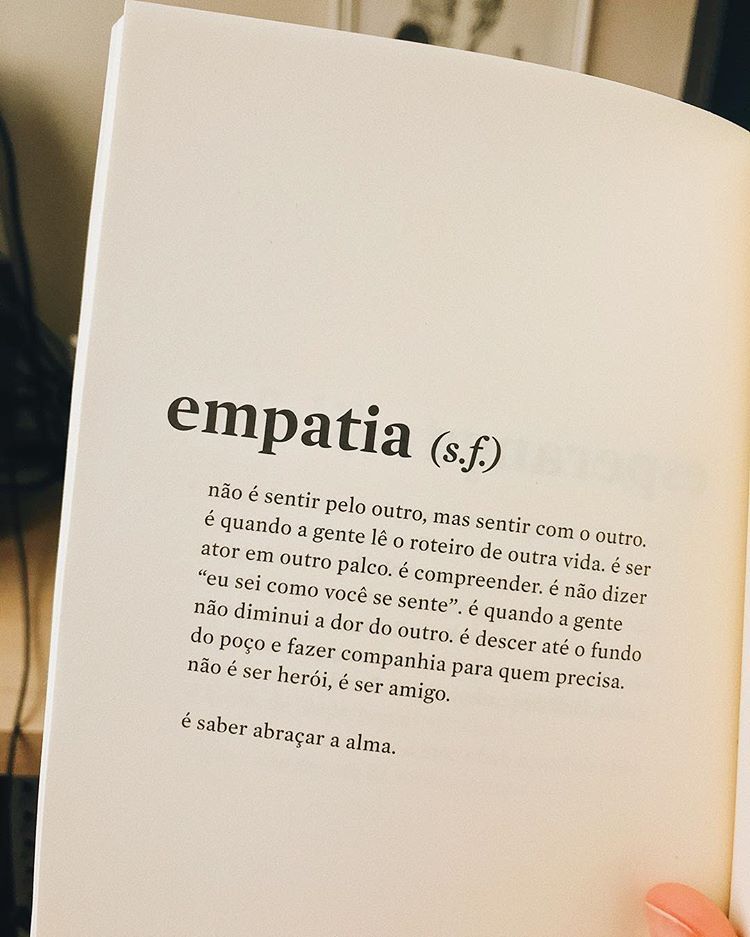 empatia (s.f.)
não é sentir pelo outro, mas sentir com o outro.
é quando a gente lê o roteiro de outra vida. é ser
ator em outro palco. é compreender. é não dizer
“eu sei como você se sente”. é quando a gente
não diminui a dor do outro. é descer até o fundo
do poço e fazer companhia para quem precisa.
não é ser herói, é ser amigo.
é saber abraçar a alma.